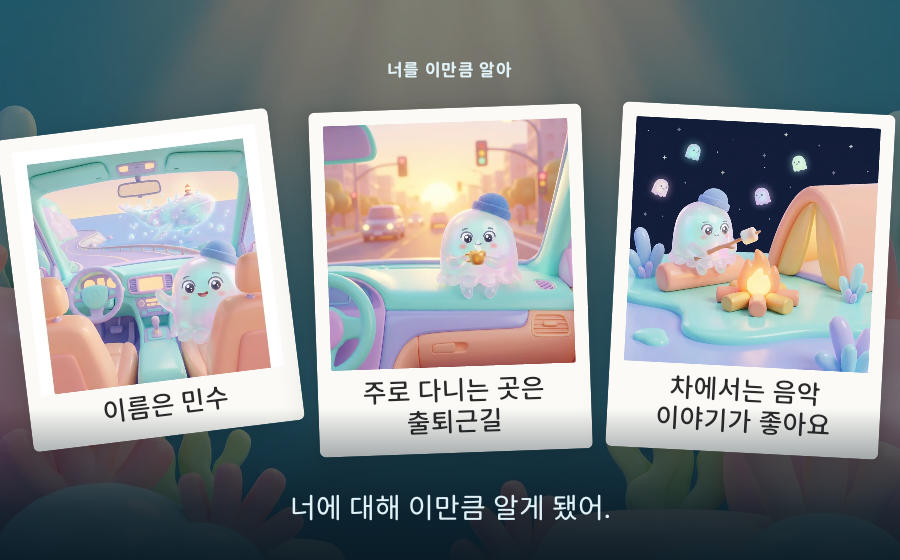 너를 이만큼 알아
이름은 민수
주로 다니는 곳은
출퇴근길
차에서는 음악
이야기가 좋아요
너에 대해 이만큼 알게 됐어.